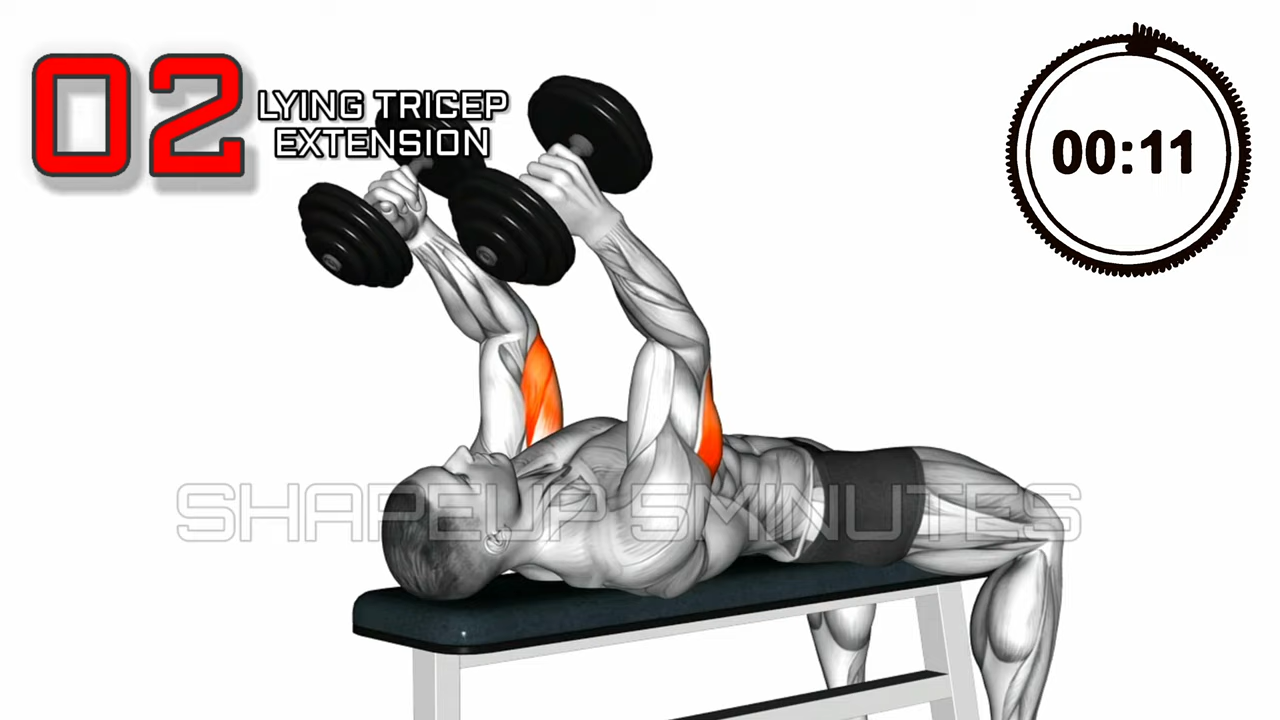 02
LYING TRICEP
EXTENSION
00:11
SHAPEUP 5MINUTES